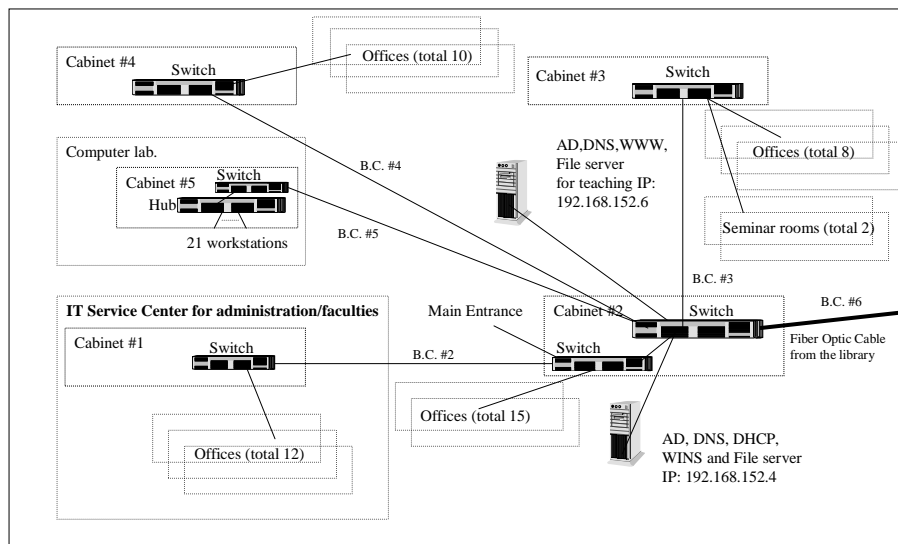 Cabinet #4
Switch
Offices (total 10)
Cabinet #3
Switch
Offices (total 8)
Seminar rooms (total 2)
Computer lab.
Cabinet #5
Switch
Hub
21 workstations
B.C. #4
B.C. #5
AD,DNS,WWW,
File server
for teaching IP:
192.168.152.6
B.C. #3
IT Service Center for administration/faculties
Cabinet #1
Switch
Offices (total 12)
B.C. #2
Main Entrance
Cabinet #2
Switch
Switch
Offices (total 15)
B.C. #6
Fiber Optic Cable
from the library
AD, DNS, DHCP,
WINS and File server
IP: 192.168.152.4